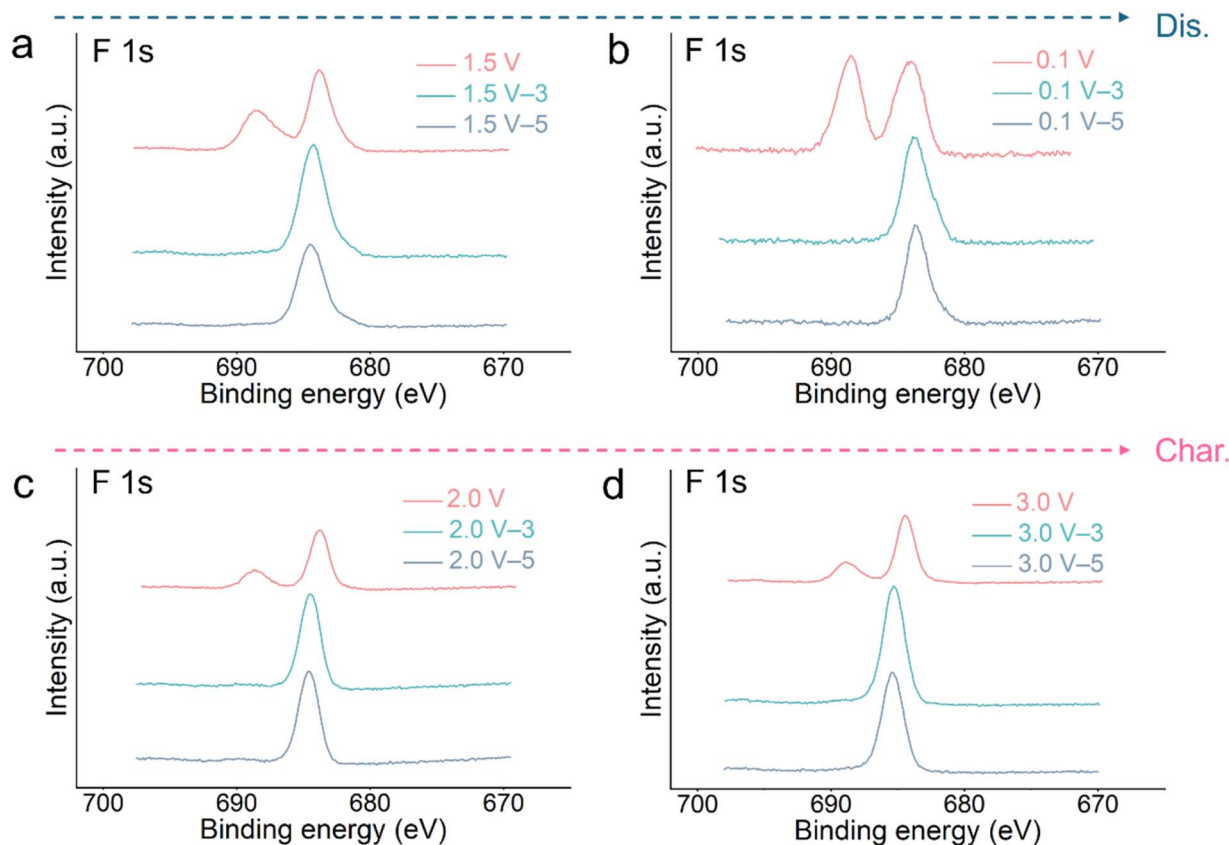 Dis.
a
F 1s
1.5 V
1.5 V–3
1.5 V–5
Intensity (a.u.)
700 690 680 670
Binding energy (eV)
b
F 1s
0.1 V
0.1 V–3
0.1 V–5
Intensity (a.u.)
700 690 680 670
Binding energy (eV)
Char.
c
F 1s
2.0 V
2.0 V–3
2.0 V–5
Intensity (a.u.)
700 690 680 670
Binding energy (eV)
d
F 1s
3.0 V
3.0 V–3
3.0 V–5
Intensity (a.u.)
700 690 680 670
Binding energy (eV)